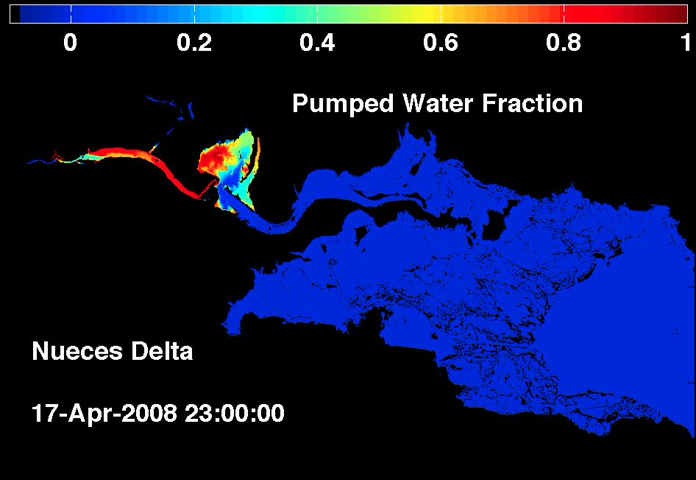 0 0.2 0.4 0.6 0.8 1
Pumped Water Fraction
Nueces Delta
17-Apr-2008 23:00:00